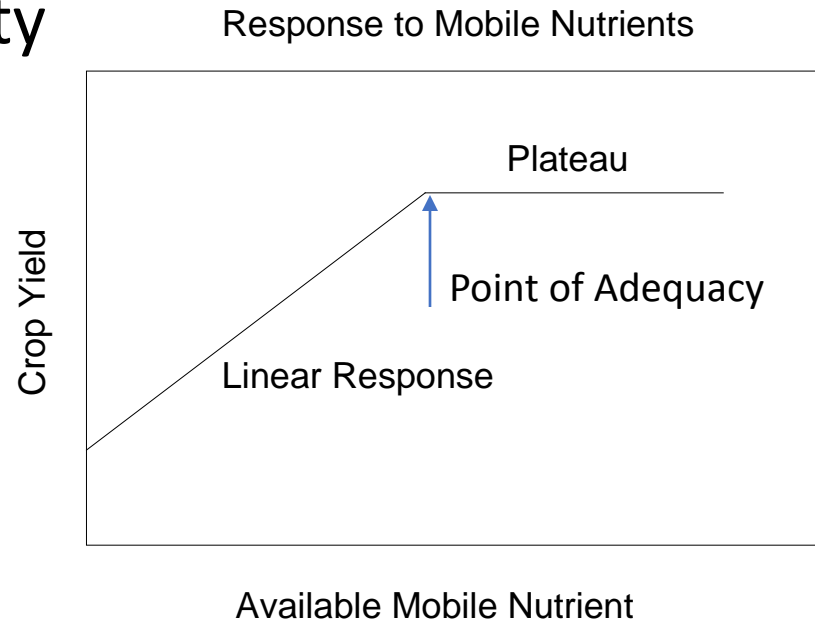 ty
Response to Mobile Nutrients
Plateau
Point of Adequacy
Crop Yield
Linear Response
Available Mobile Nutrient